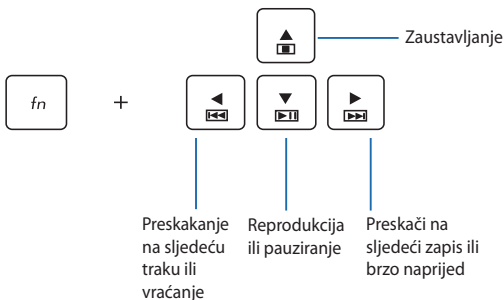 Zaustavljanje
fn
+
Preskakanje
na sljedeću
traku ili
vraćanje
Reprodukcija
ili pauziranje
Preskači na
sljedeći zapis ili
brzo naprijed